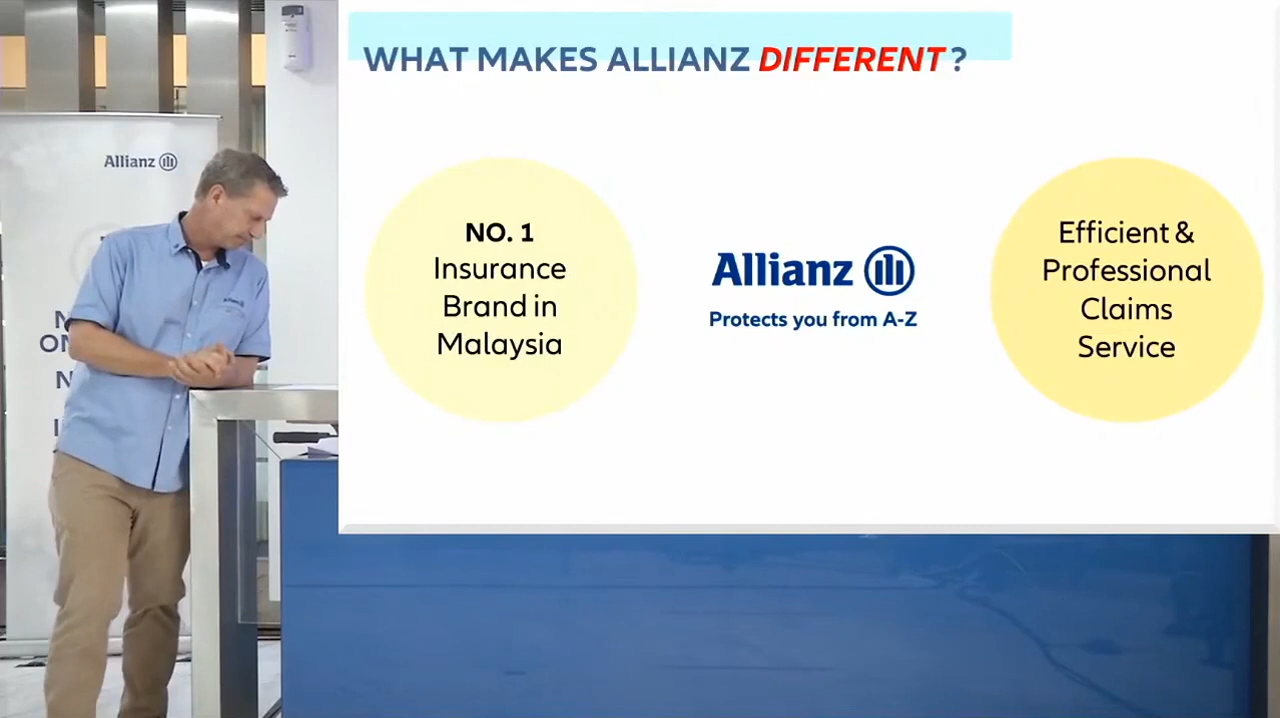 WHAT MAKES ALLIANZ DIFFERENT?
NO. 1
Insurance
Brand in
Malaysia
Allianz
Protects you from A-Z
Efficient &
Professional
Claims
Service
Allianz
Allianz